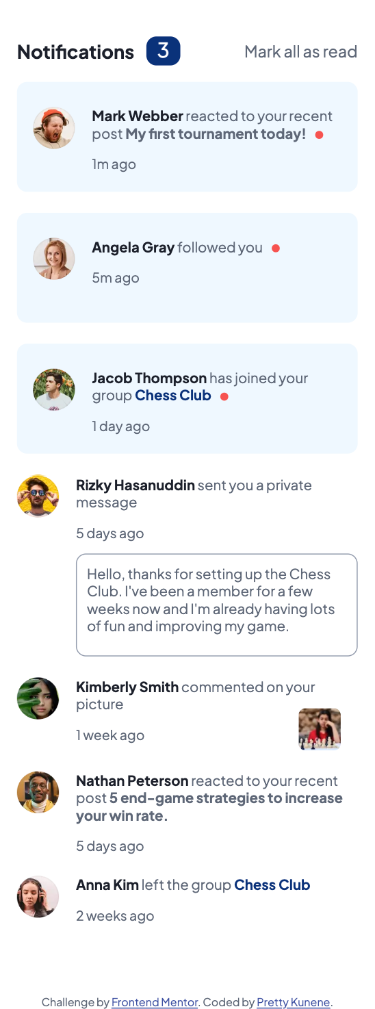 Notifications 3 Mark all as read
Mark Webber reacted to your recent
post My first tournament today!
1m ago
Angela Gray followed you
5m ago
Jacob Thompson has joined your
group Chess Club
1 day ago
Rizky Hasanuddin sent you a private
message
5 days ago
Hello, thanks for setting up the Chess
Club. I've been a member for a few
weeks now and I'm already having lots
of fun and improving my game.
Kimberly Smith commented on your
picture
1 week ago
Nathan Peterson reacted to your recent
post 5 end-game strategies to increase
your win rate.
5 days ago
Anna Kim left the group Chess Club
2 weeks ago
Challenge by Frontend Mentor. Coded by Pretty Kunene.